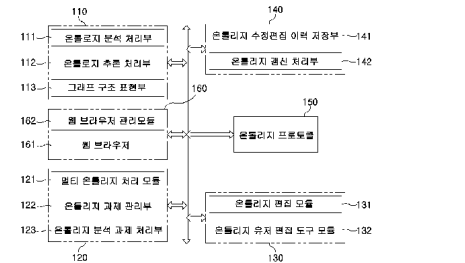 110
111 온톨로지 분석 처리부
112 온톨로지 추론 처리부
113 그래프 구조 표현부
140
온톨리지 수정편집 이력 저장부 141
온톨리지 갱신 처리부 142
160
162 웹 브라우저 관리모듈
161 웹 브라우저
150
온톨리지 프로토콜
121 멀티 온톨리지 처리 모듈
122 온톨리지 과제 관리부
123 온톨리지 분석 과제 처리부
120
온톨리지 편집 모듈 131
온톨리지 유저 편집 도구 모듈 132
130